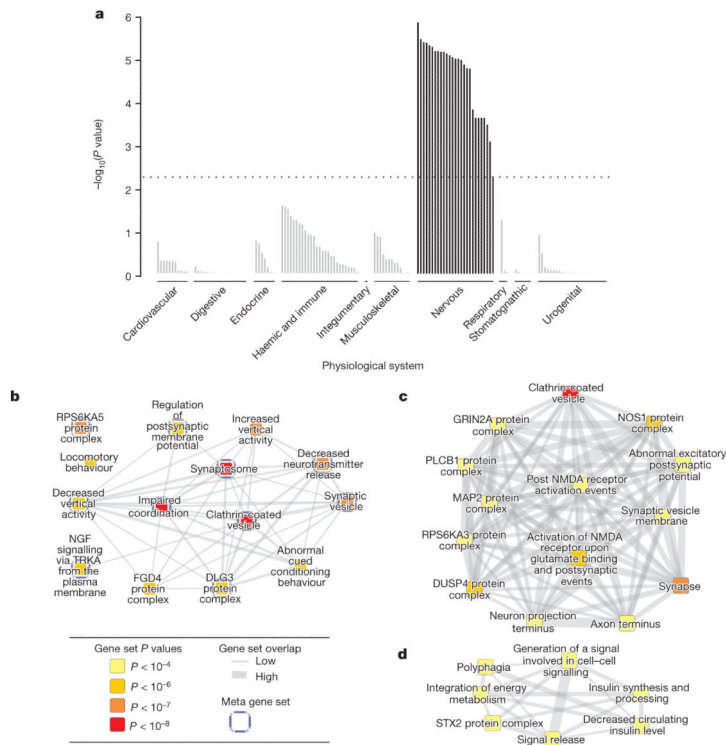 a
−log10(P value)
6
5
4
3
2
1
0
Cardiovascular
Digestive
Endocrine
Haemic and immune
Integumentary
Musculoskeletal
Nervous
Respiratory
Stomatognathic
Urogenital
Physiological system
b
RPS6KA5
protein
complex
Regulation
of
postsynaptic
membrane
potential
Increased
vertical
activity
Locomotory
behaviour
Synaptosome
Decreased
neurotransmitter
release
Decreased
vertical
activity
Impaired
coordination
Clathrin-coated
vesicle
Synaptic
vesicle
NGF
signalling
via TRKA
from the
plasma
membrane
FGD4
protein
complex
DLG3
protein
complex
Abnormal
cued
conditioning
behaviour
Gene set P values
P < 10−4
P < 10−6
P < 10−7
P < 10−8
Gene set overlap
Low
High
Meta gene set
c
Clathrin-coated
vesicle
GRIN2A protein
complex
NOS1 protein
complex
PLCB1 protein
complex
Abnormal excitatory
postsynaptic
potential
Post NMDA receptor
activation events
MAP2 protein
complex
Synaptic vesicle
membrane
RPS6KA3 protein
complex
Activation of NMDA
receptor upon
glutamate binding
and postsynaptic
events
DUSP4 protein
complex
Synapse
Neuron projection
terminus
Axon terminus
d
Generation of a signal
involved in cell–cell
signalling
Polyphagia
Integration of energy
metabolism
Insulin synthesis and
processing
STX2 protein complex
Decreased circulating
insulin level
Signal release